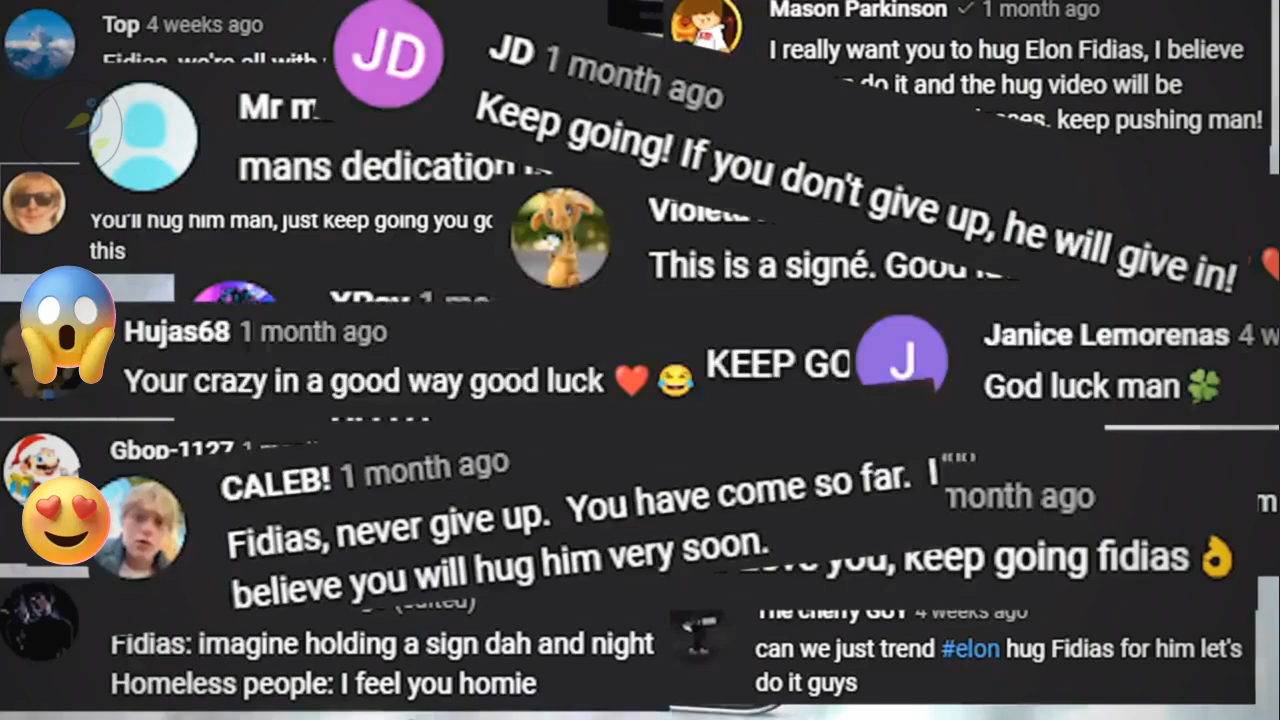 Top 4 weeks ago
Mason Parkinson 1 month ago
I really want you to hug Elon Fidias, I believe
do it and the hug video will be
keep pushing man!
JD
JD 1 month ago
Keep going! If you don't give up, he will give in!
Mr
mans dedication
You'll hug him man, just keep going you
this
This is a signé. Good
Hujas68 1 month ago
Your crazy in a good way good luck ❤️ 😂
KEEP
J
Janice Lemorenas 4
God luck man 🍀
Gbop-1127
CALEB! 1 month ago
Fidias, never give up. You have come so far. I
believe you will hug him very soon.
month ago
you, keep going fidias 👌
(edited)
Fidias: imagine holding a sign dah and night
Homeless people: I feel you homie
The cherry GUY 4 weeks ago
can we just trend #elon hug Fidias for him let's
do it guys